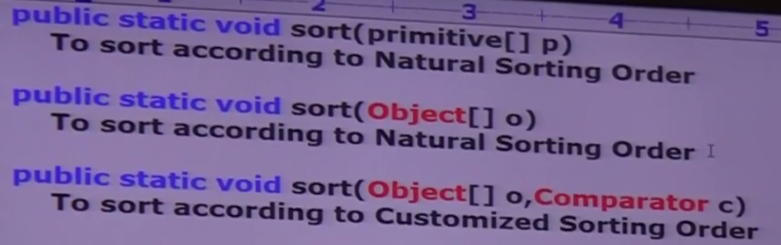 2 3 4 5
public static void sort(primitive[] p)
To sort according to Natural Sorting Order
public static void sort(Object[] o)
To sort according to Natural Sorting Order
public static void sort(Object[] o,Comparator c)
To sort according to Customized Sorting Order